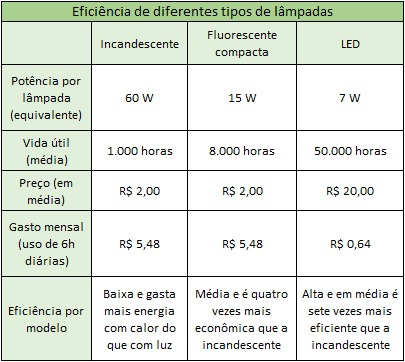 Eficiência de diferentes tipos de lâmpadas
Incandescente
Fluorescente
compacta
LED
Potência por
lâmpada
(equivalente)
60 W
15 W
7 W
Vida útil
(média)
1.000 horas
8.000 horas
50.000 horas
Preço (em
média)
R$ 2,00
R$ 2,00
R$ 20,00
Gasto mensal
(uso de 6h
diárias)
R$ 5,48
R$ 5,48
R$ 0,64
Eficiência por
modelo
Baixa e gasta
mais energia
com calor do
que com luz
Média e é quatro
vezes mais
econômica que a
incandescente
Alta e em média é
sete vezes mais
eficiente que a
incandescente